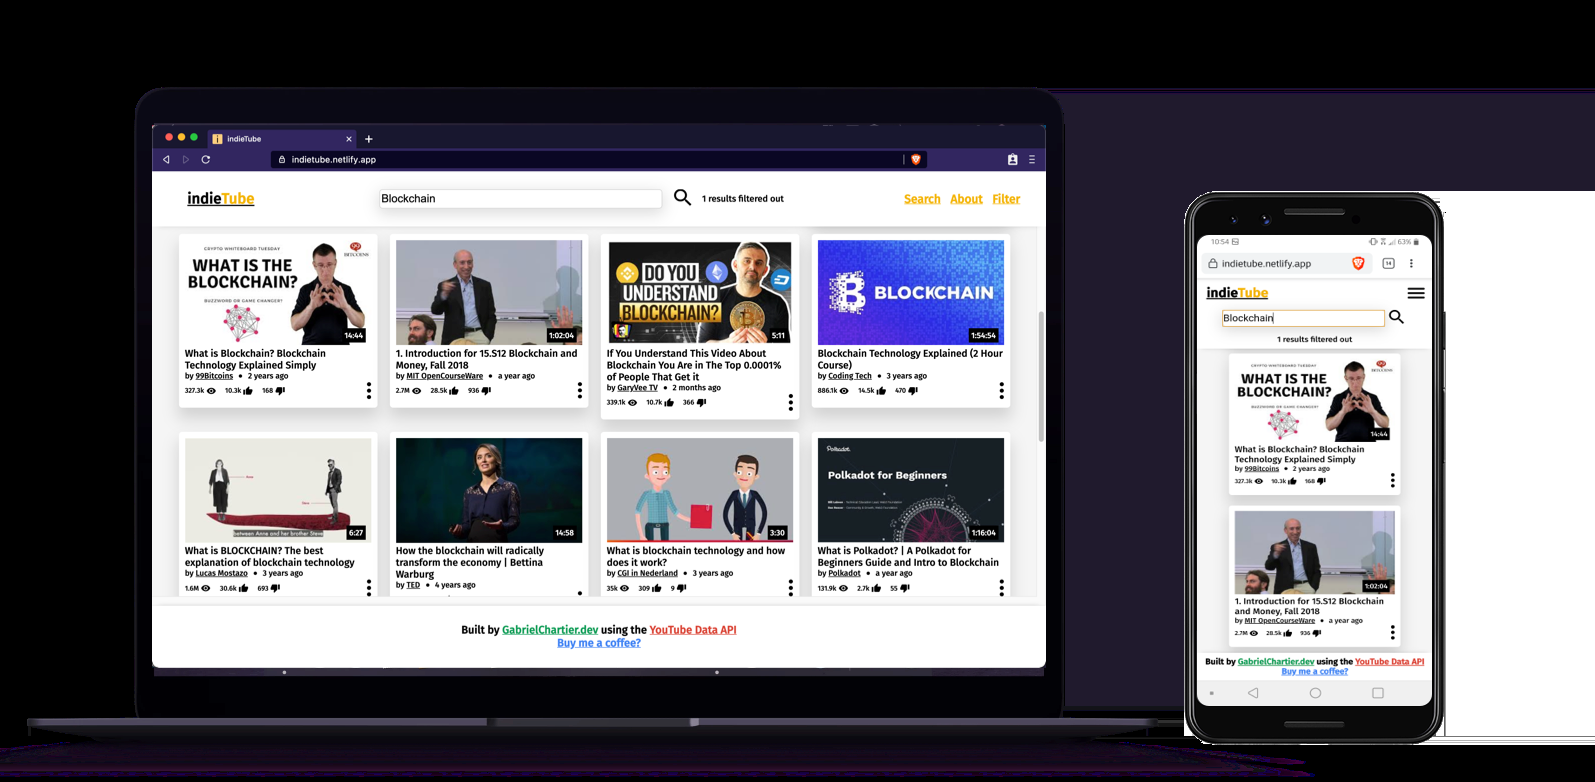 indieTube
indietube.netlify.app
indieTube
Blockchain
1 results filtered out
Search About Filter
CRYPTO WHITEBOARD TUESDAY
99
BITCOINS
WHAT IS THE
BLOCKCHAIN?
BUZZWORD OR GAME CHANGER?
14:44
What is Blockchain? Blockchain
Technology Explained Simply
by 99Bitcoins • 2 years ago
327.3k 10.3k 168
1:02:04
1. Introduction for 15.S12 Blockchain and
Money, Fall 2018
by MIT OpenCourseWare • a year ago
2.7M 28.5k 936
DO YOU
UNDERSTAND
BLOCKCHAIN?
5:11
If You Understand This Video About
Blockchain You Are in The Top 0.0001%
of People That Get it
by GaryVee TV • 2 months ago
339.1k 10.7k 366
BLOCKCHAIN
1:54:54
Blockchain Technology Explained (2 Hour
Course)
by Coding Tech • 3 years ago
886.1k 14.5k 470
between Anne and her brother Steve
6:27
What is BLOCKCHAIN? The best
explanation of blockchain technology
by Lucas Mostazo • 3 years ago
1.6M 30.6k 693
14:58
How the blockchain will radically
transform the economy | Bettina
Warburg
by TED • 4 years ago
3:30
What is blockchain technology and how
does it work?
by CGI in Nederland • 3 years ago
35k 309 9
Polkadot.
Polkadot for Beginners
1:16:04
What is Polkadot? | A Polkadot for
Beginners Guide and Intro to Blockchain
by Polkadot • a year ago
131.9k 2.7k 55
Built by GabrielChartier.dev using the YouTube Data API
Buy me a coffee?
10:54 63%
indietube.netlify.app 14
indieTube
Blockchain
1 results filtered out
CRYPTO WHITEBOARD TUESDAY
WHAT IS THE
BLOCKCHAIN?
BUZZWORD OR GAME CHANGER?
14:44
What is Blockchain? Blockchain
Technology Explained Simply
by 99Bitcoins • 2 years ago
327.3k 10.3k 168
1:02:04
1. Introduction for 15.S12 Blockchain
and Money, Fall 2018
by MIT OpenCourseWare • a year ago
2.7M 28.5k 936
Built by GabrielChartier.dev using the YouTube Data API
Buy me a coffee?